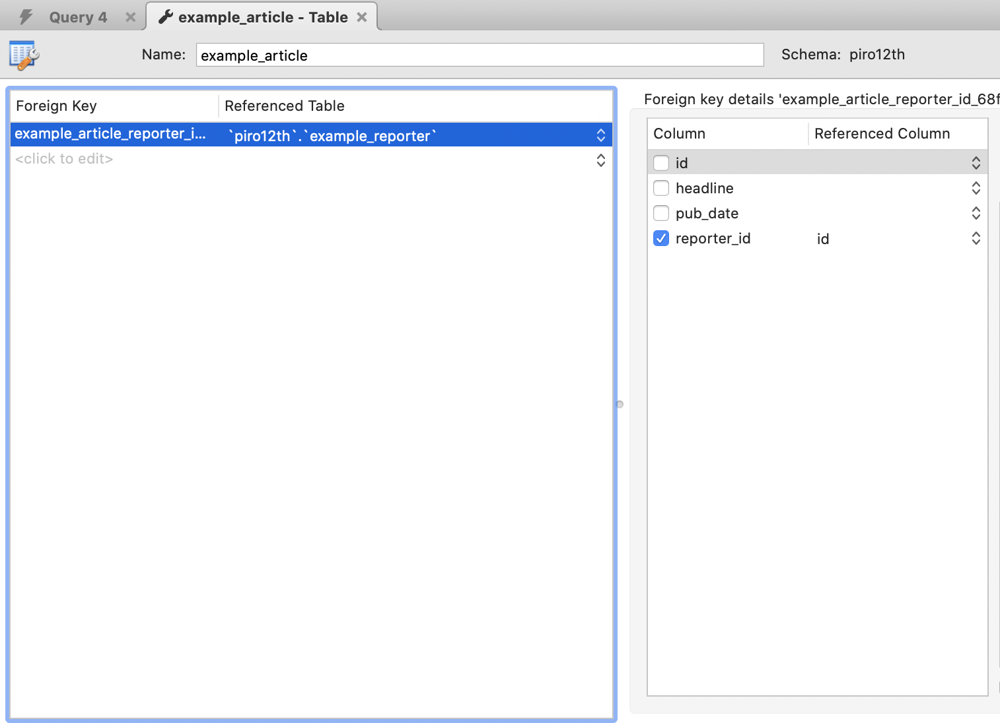 Query 4
example_article - Table
Name: example_article Schema: piro12th
Foreign Key Referenced Table
example_article_reporter_i... `piro12th`.`example_reporter`
<click to edit>
Foreign key details 'example_article_reporter_id_68f
Column Referenced Column
id
headline
pub_date
reporter_id id